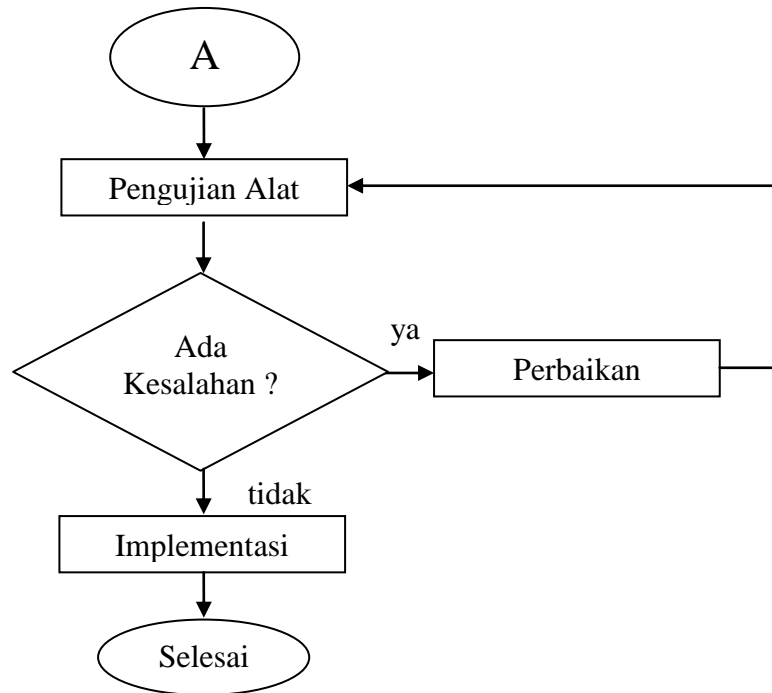 A
Pengujian Alat
Ada
Kesalahan ?
ya
Perbaikan
tidak
Implementasi
Selesai